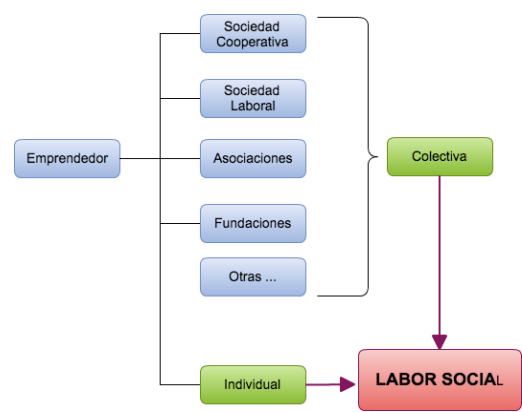 Sociedad
Cooperativa
Sociedad
Laboral
Emprendedor
Asociaciones
Colectiva
Fundaciones
Otras ...
Individual
LABOR SOCIAL